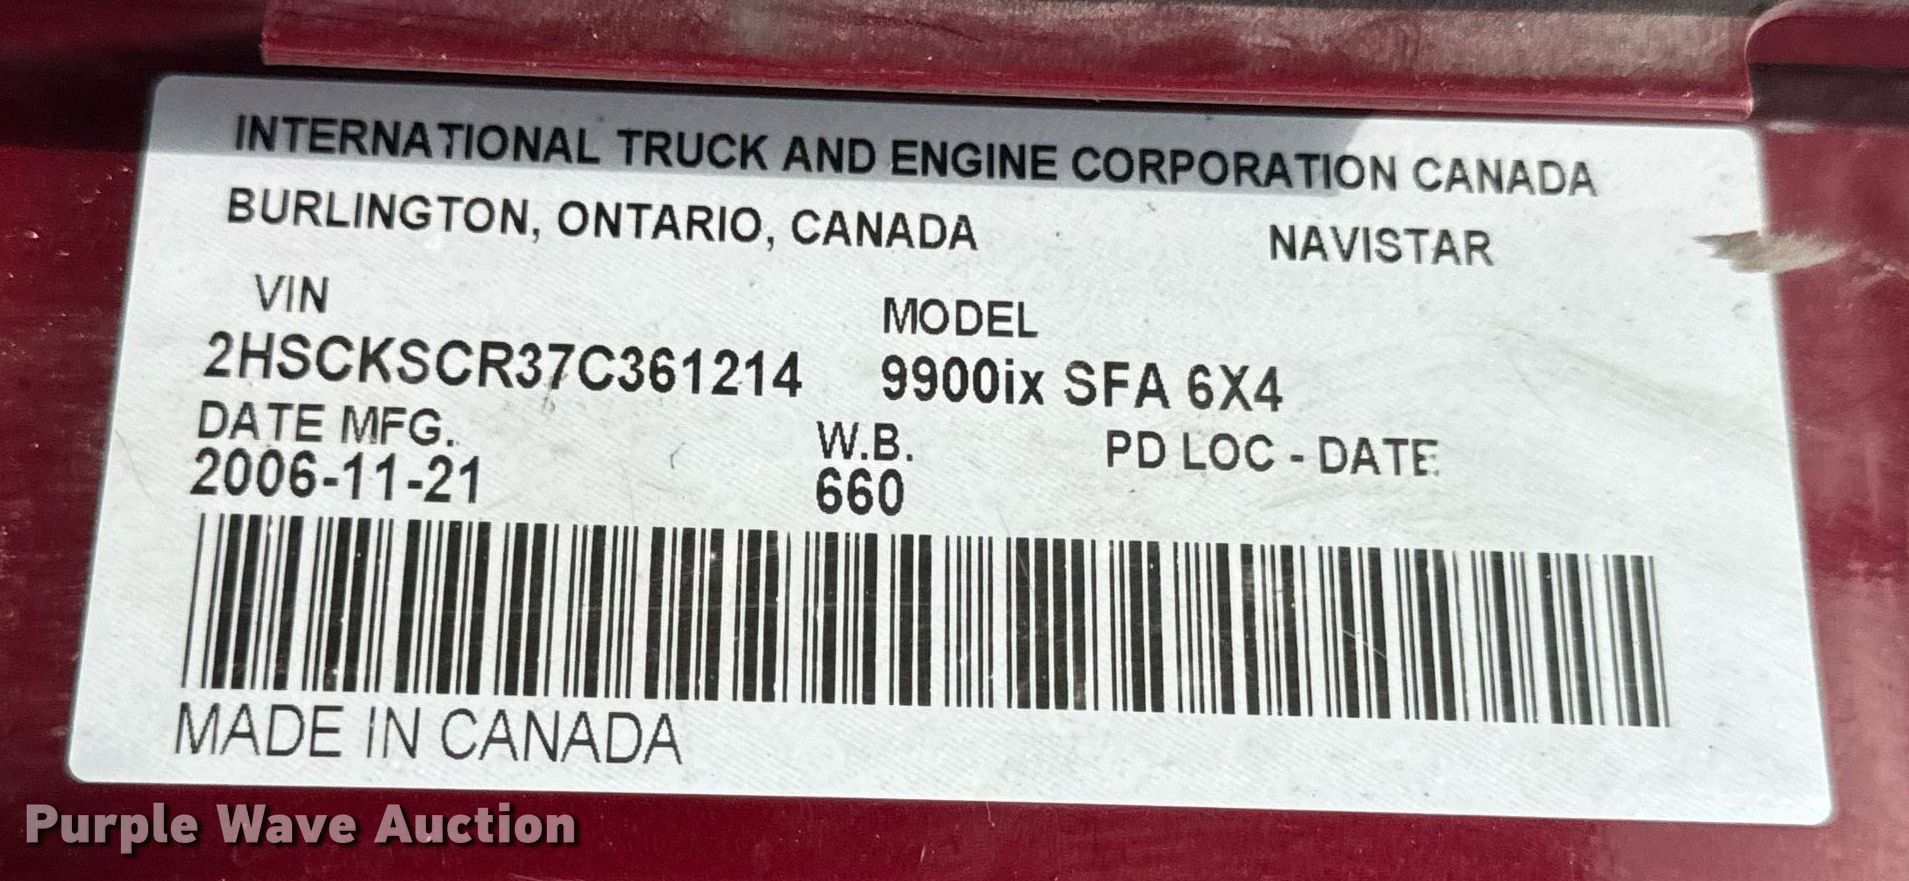 INTERNATIONAL TRUCK AND ENGINE CORPORATION CANADA
BURLINGTON, ONTARIO, CANADA NAVISTAR
VIN MODEL
2HSCKSCR37C361214 9900ix SFA 6X4
DATE MFG. W.B. PD LOC - DATE:
2006-11-21 660
MADE IN CANADA
Purple Wave Auction